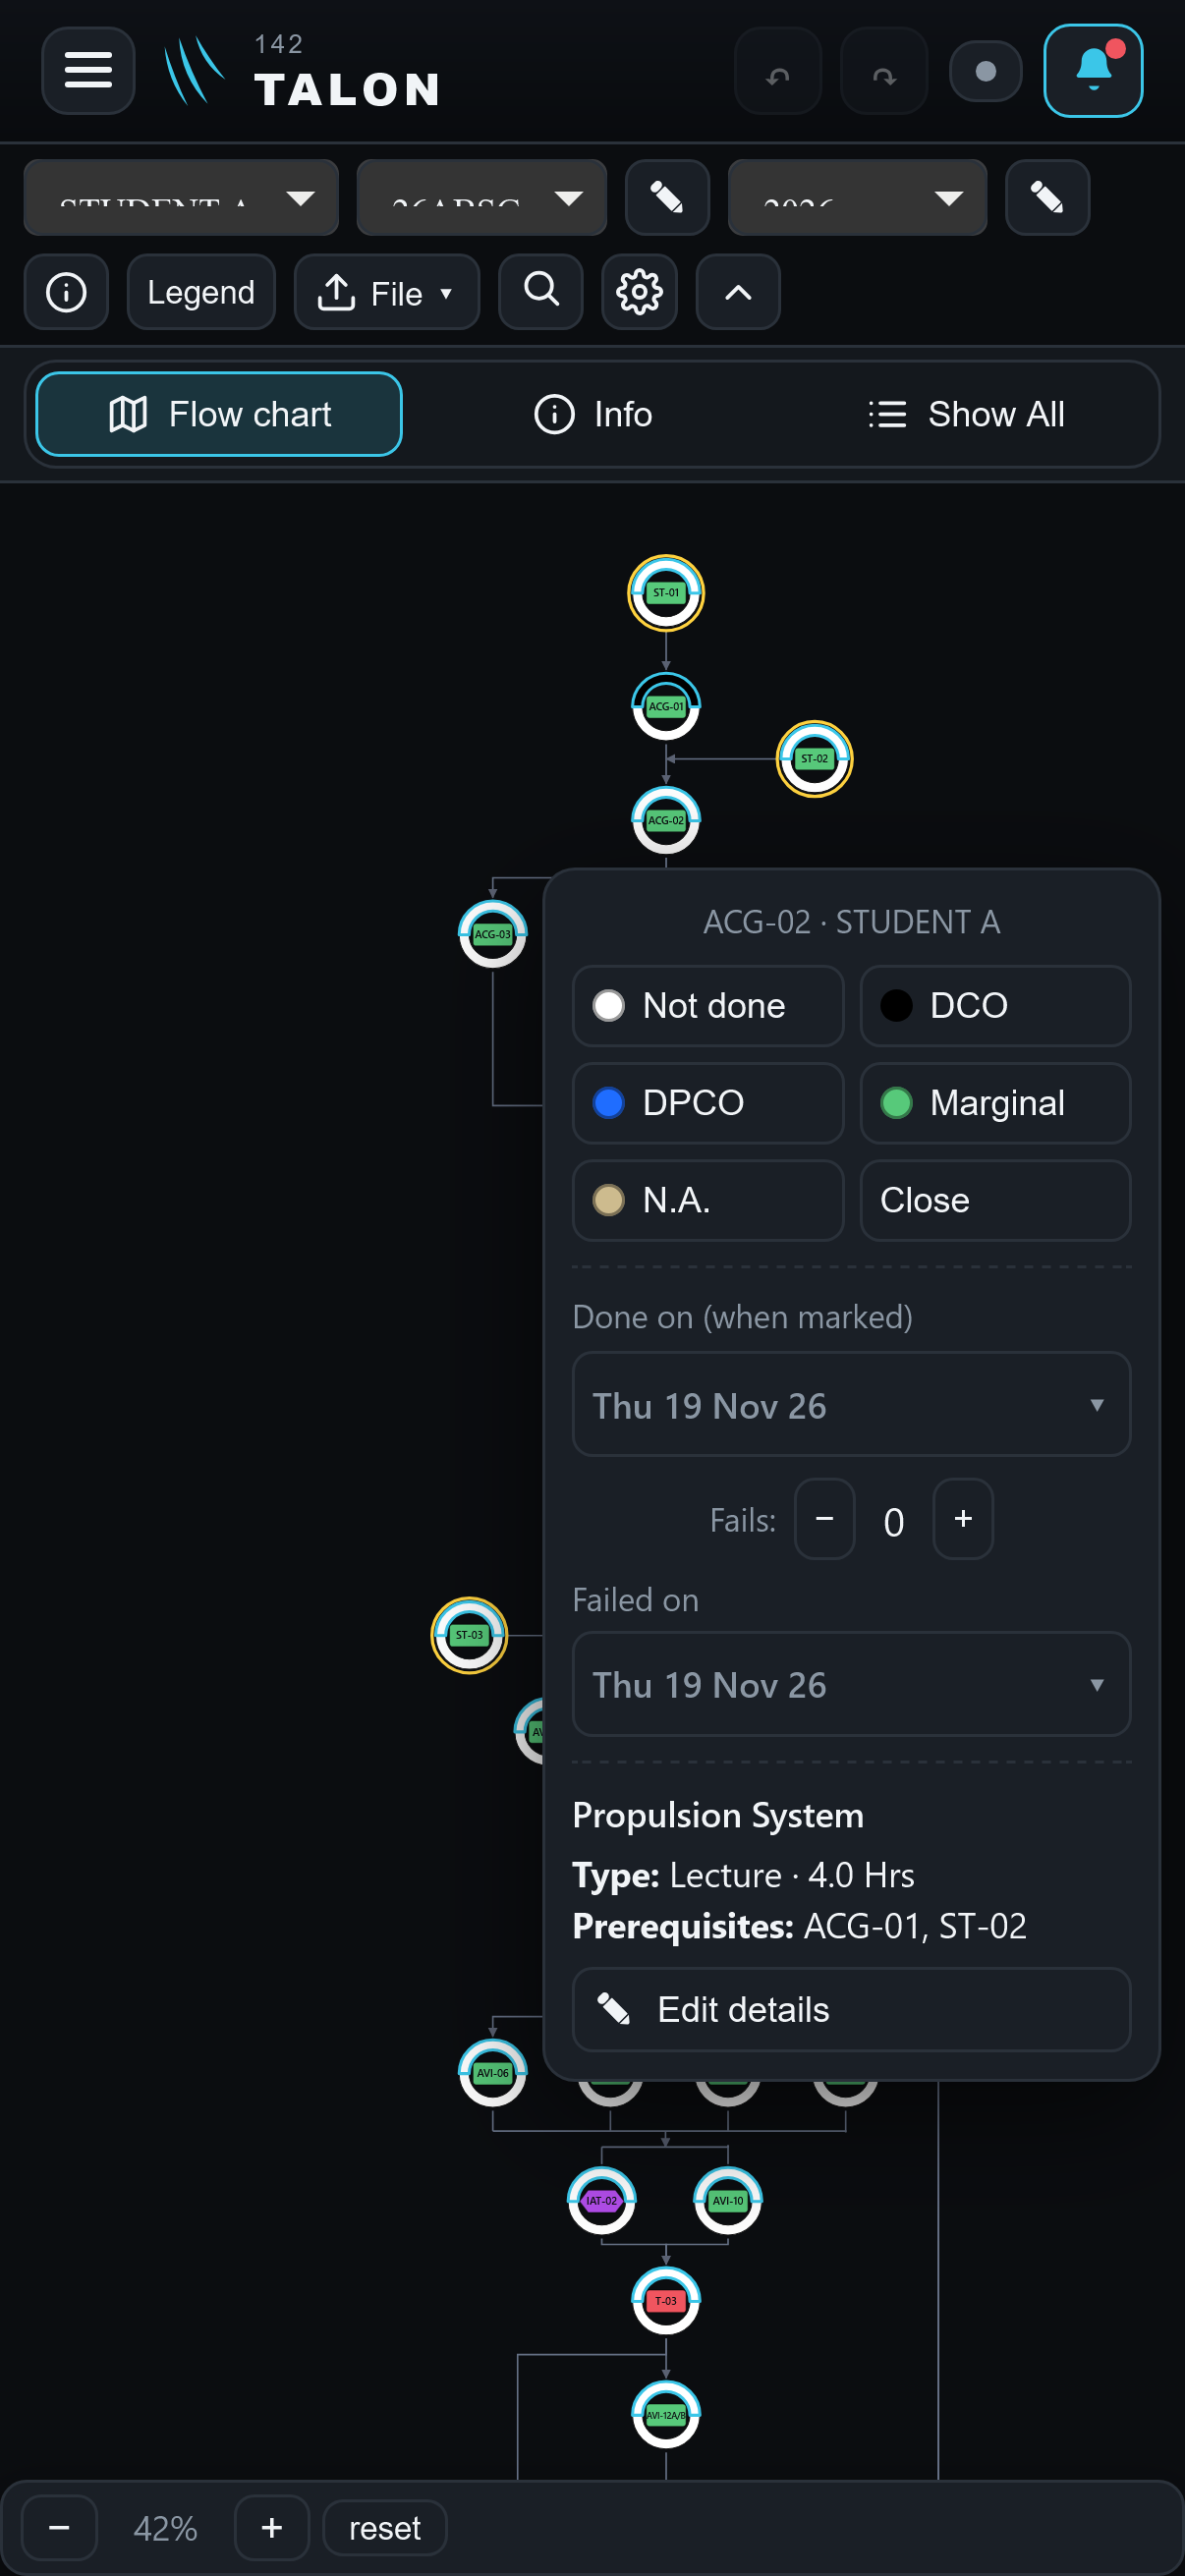 142
TALON
STUDENT A
2026
Legend
File
Flow chart
Info
Show All
ST-01
ACG-01
ST-02
ACG-02
ACG-03
ACG-02 · STUDENT A
Not done
DCO
DPCO
Marginal
N.A.
Close
Done on (when marked)
Thu 19 Nov 26
Fails:
−
0
+
Failed on
Thu 19 Nov 26
ST-03
Propulsion System
Type: Lecture · 4.0 Hrs
Prerequisites: ACG-01, ST-02
Edit details
AVI-06
IAT-02
AVI-10
T-03
AVI-12A/B
− 42% + reset